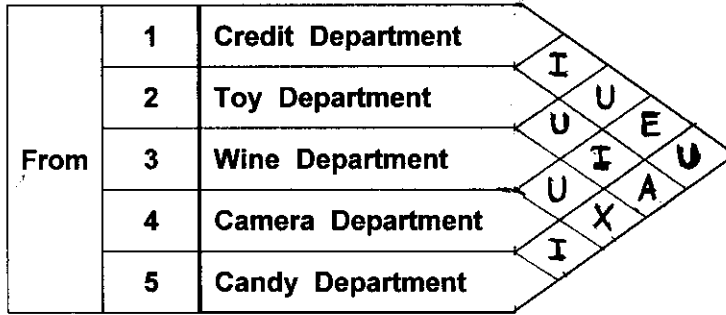 1 Credit Department
I
2 Toy Department U
U E
From 3 Wine Department I U
U A
4 Camera Department X
I
5 Candy Department